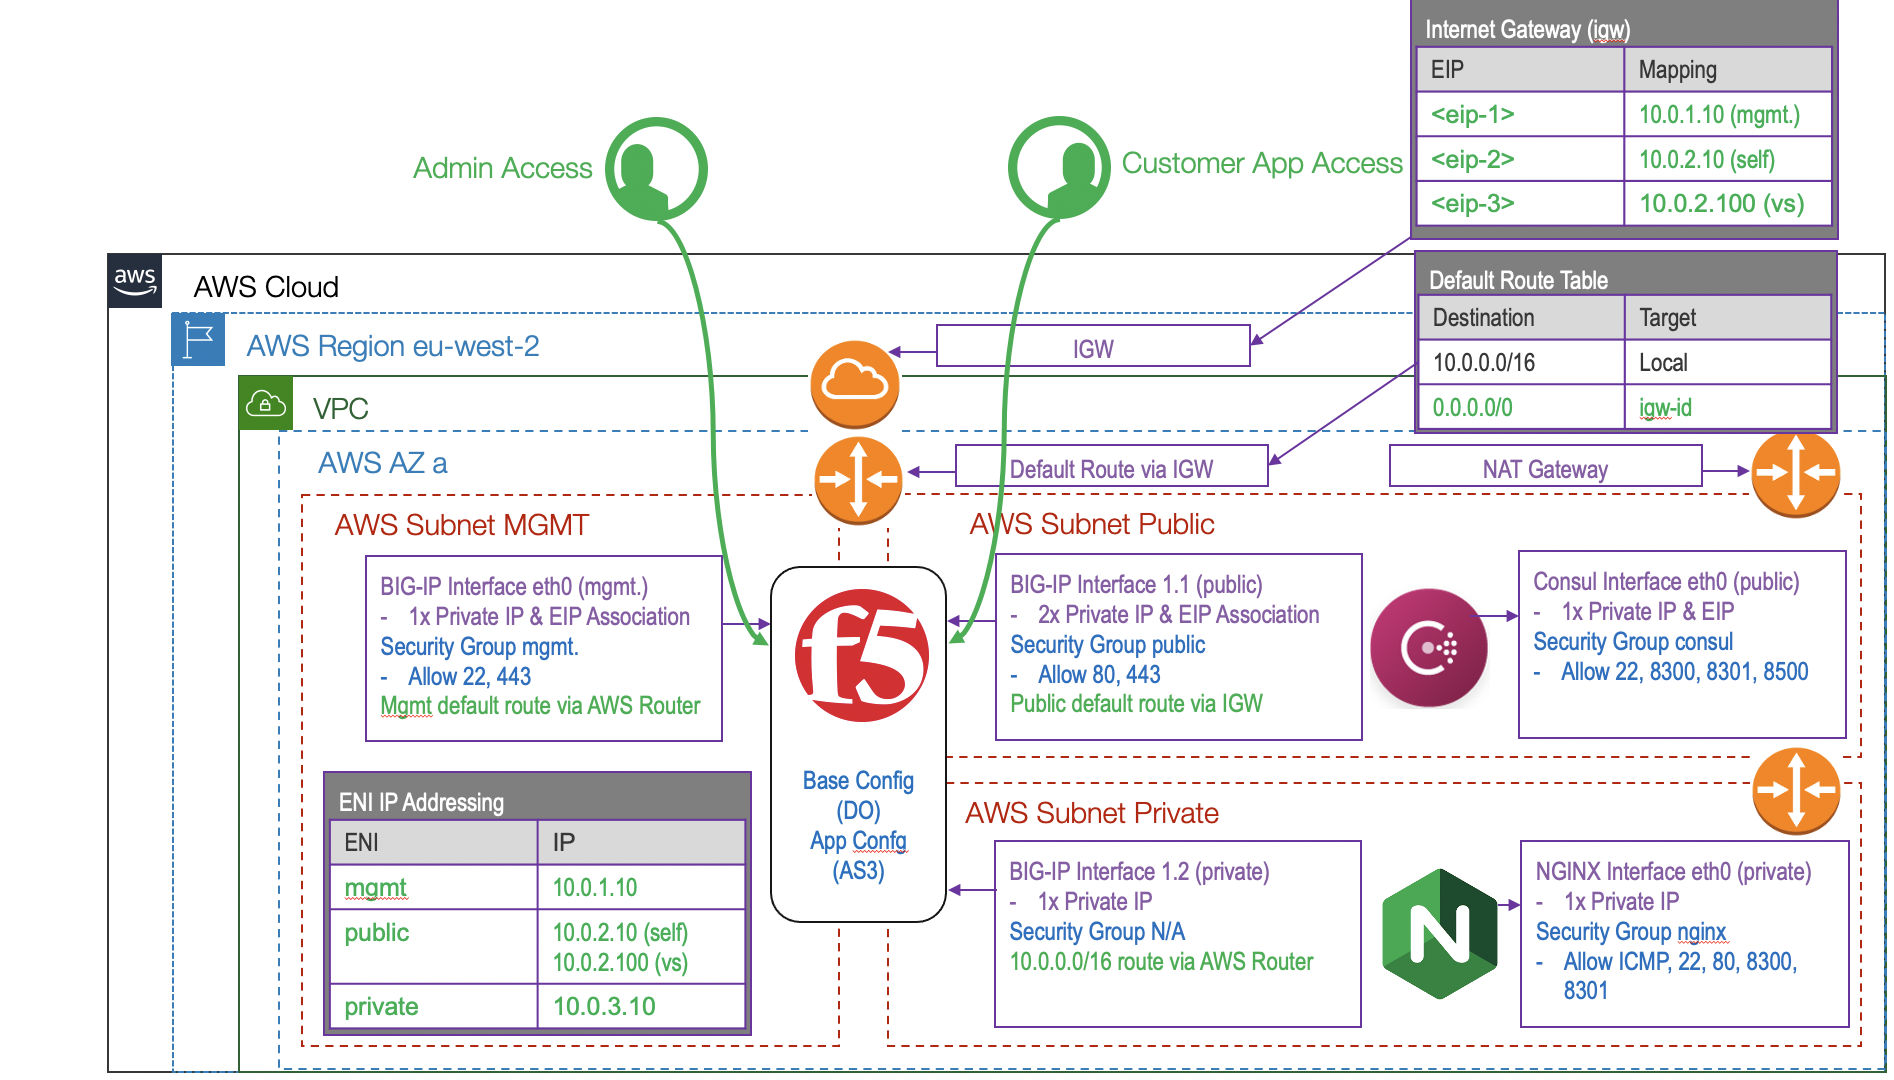 Internet Gateway (igw)
EIP Mapping
<eip-1> 10.0.1.10 (mgmt.)
<eip-2> 10.0.2.10 (self)
<eip-3> 10.0.2.100 (vs)
Admin Access
Customer App Access
aws
AWS Cloud
Default Route Table
Destination Target
10.0.0.0/16 Local
0.0.0.0/0 igw-id
AWS Region eu-west-2
IGW
VPC
AWS AZ a
Default Route via IGW
NAT Gateway
AWS Subnet MGMT
BIG-IP Interface eth0 (mgmt.)
- 1x Private IP & EIP Association
Security Group mgmt.
- Allow 22, 443
Mgmt default route via AWS Router
AWS Subnet Public
BIG-IP Interface 1.1 (public)
- 2x Private IP & EIP Association
Security Group public
- Allow 80, 443
Public default route via IGW
Consul Interface eth0 (public)
- 1x Private IP & EIP
Security Group consul
- Allow 22, 8300, 8301, 8500
f5
Base Config
(DO)
App Confg
(AS3)
ENI IP Addressing
ENI IP
mgmt 10.0.1.10
public 10.0.2.10 (self)
10.0.2.100 (vs)
private 10.0.3.10
AWS Subnet Private
BIG-IP Interface 1.2 (private)
- 1x Private IP
Security Group N/A
10.0.0.0/16 route via AWS Router
N
NGINX Interface eth0 (private)
- 1x Private IP
Security Group nginx
- Allow ICMP, 22, 80, 8300,
8301